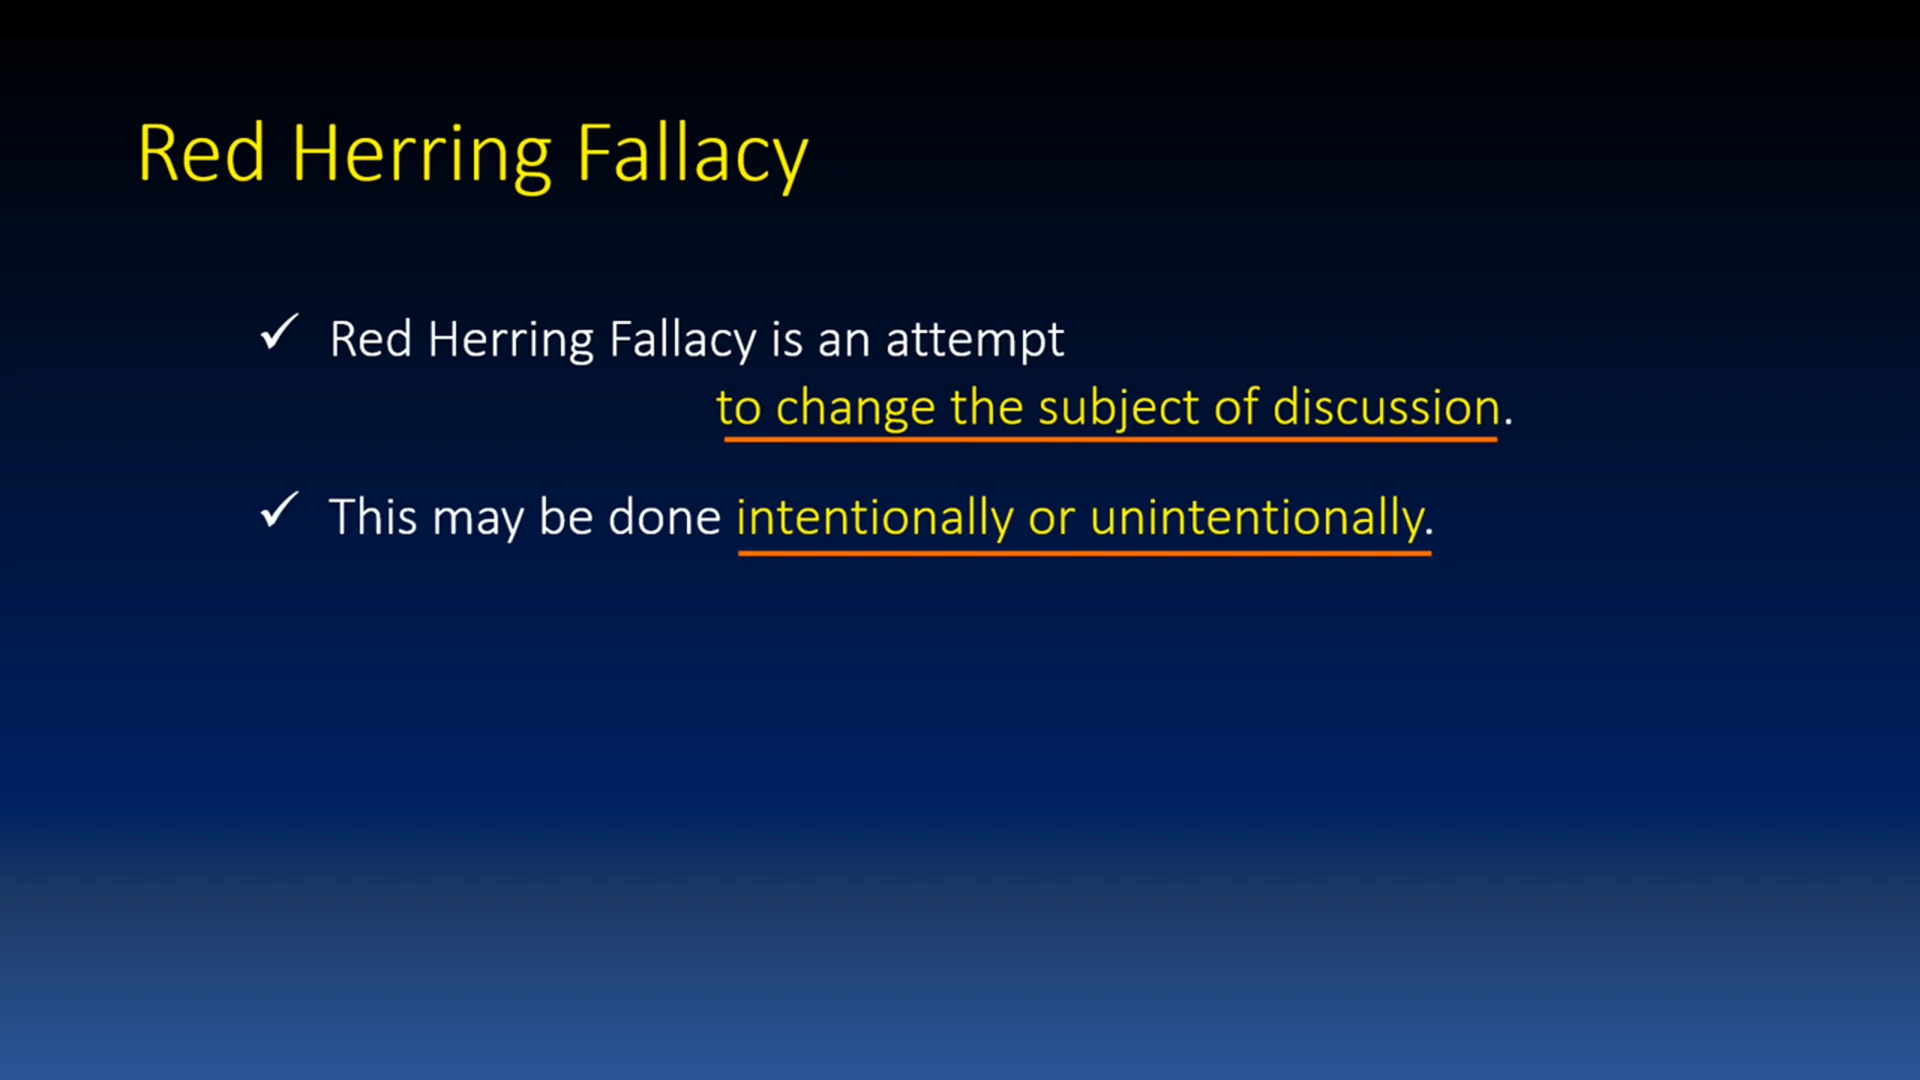 Red Herring Fallacy
✓ Red Herring Fallacy is an attempt
to change the subject of discussion.
✓ This may be done intentionally or unintentionally.